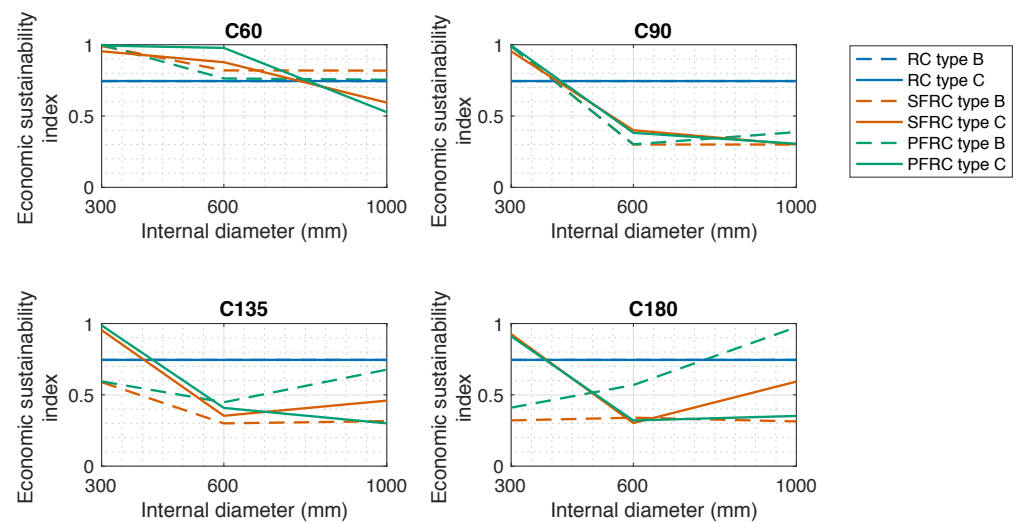 C60
Economic sustainability
index
1
0.5
0
300
600
1000
Internal diameter (mm)
C90
Economic sustainability
index
1
0.5
0
300
600
1000
Internal diameter (mm)
RC type B
RC type C
SFRC type B
SFRC type C
PFRC type B
PFRC type C
C135
Economic sustainability
index
1
0.5
0
300
600
1000
Internal diameter (mm)
C180
Economic sustainability
index
1
0.5
0
300
600
1000
Internal diameter (mm)